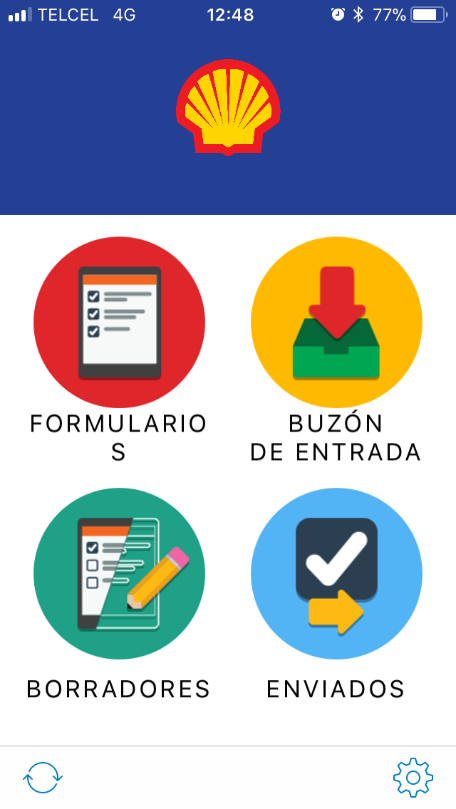 TELCEL 4G 12:48 77%
FORMULARIO
S
BUZÓN
DE ENTRADA
BORRADORES
ENVIADOS